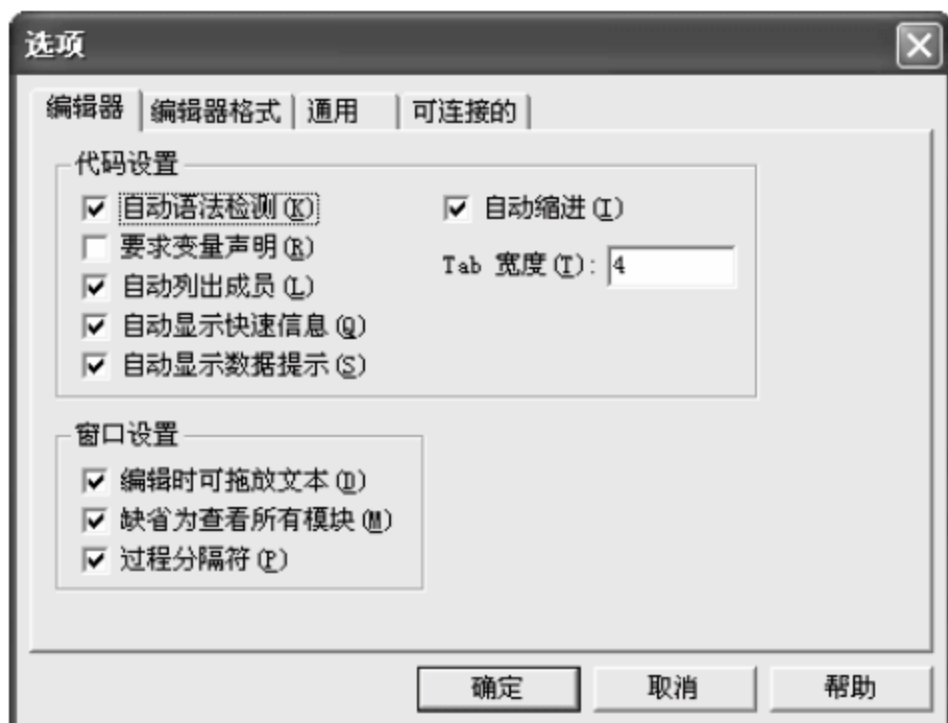 选项
编辑器 编辑器格式 通用 可连接的
代码设置
自动语法检测(K) 自动缩进(I)
要求变量声明(R) Tab 宽度(T): 4
自动列出成员(L)
自动显示快速信息(Q)
自动显示数据提示(S)
窗口设置
编辑时可拖放文本(D)
缺省为查看所有模块(M)
过程分隔符(P)
确定 取消 帮助